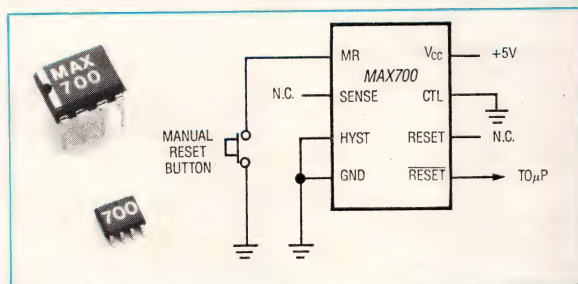 MAX
700
700
MR
VCC
+5V
MAX700
N.C.
SENSE
CTL
MANUAL
RESET
BUTTON
HYST
RESET
N.C.
GND
RESET
TOμP